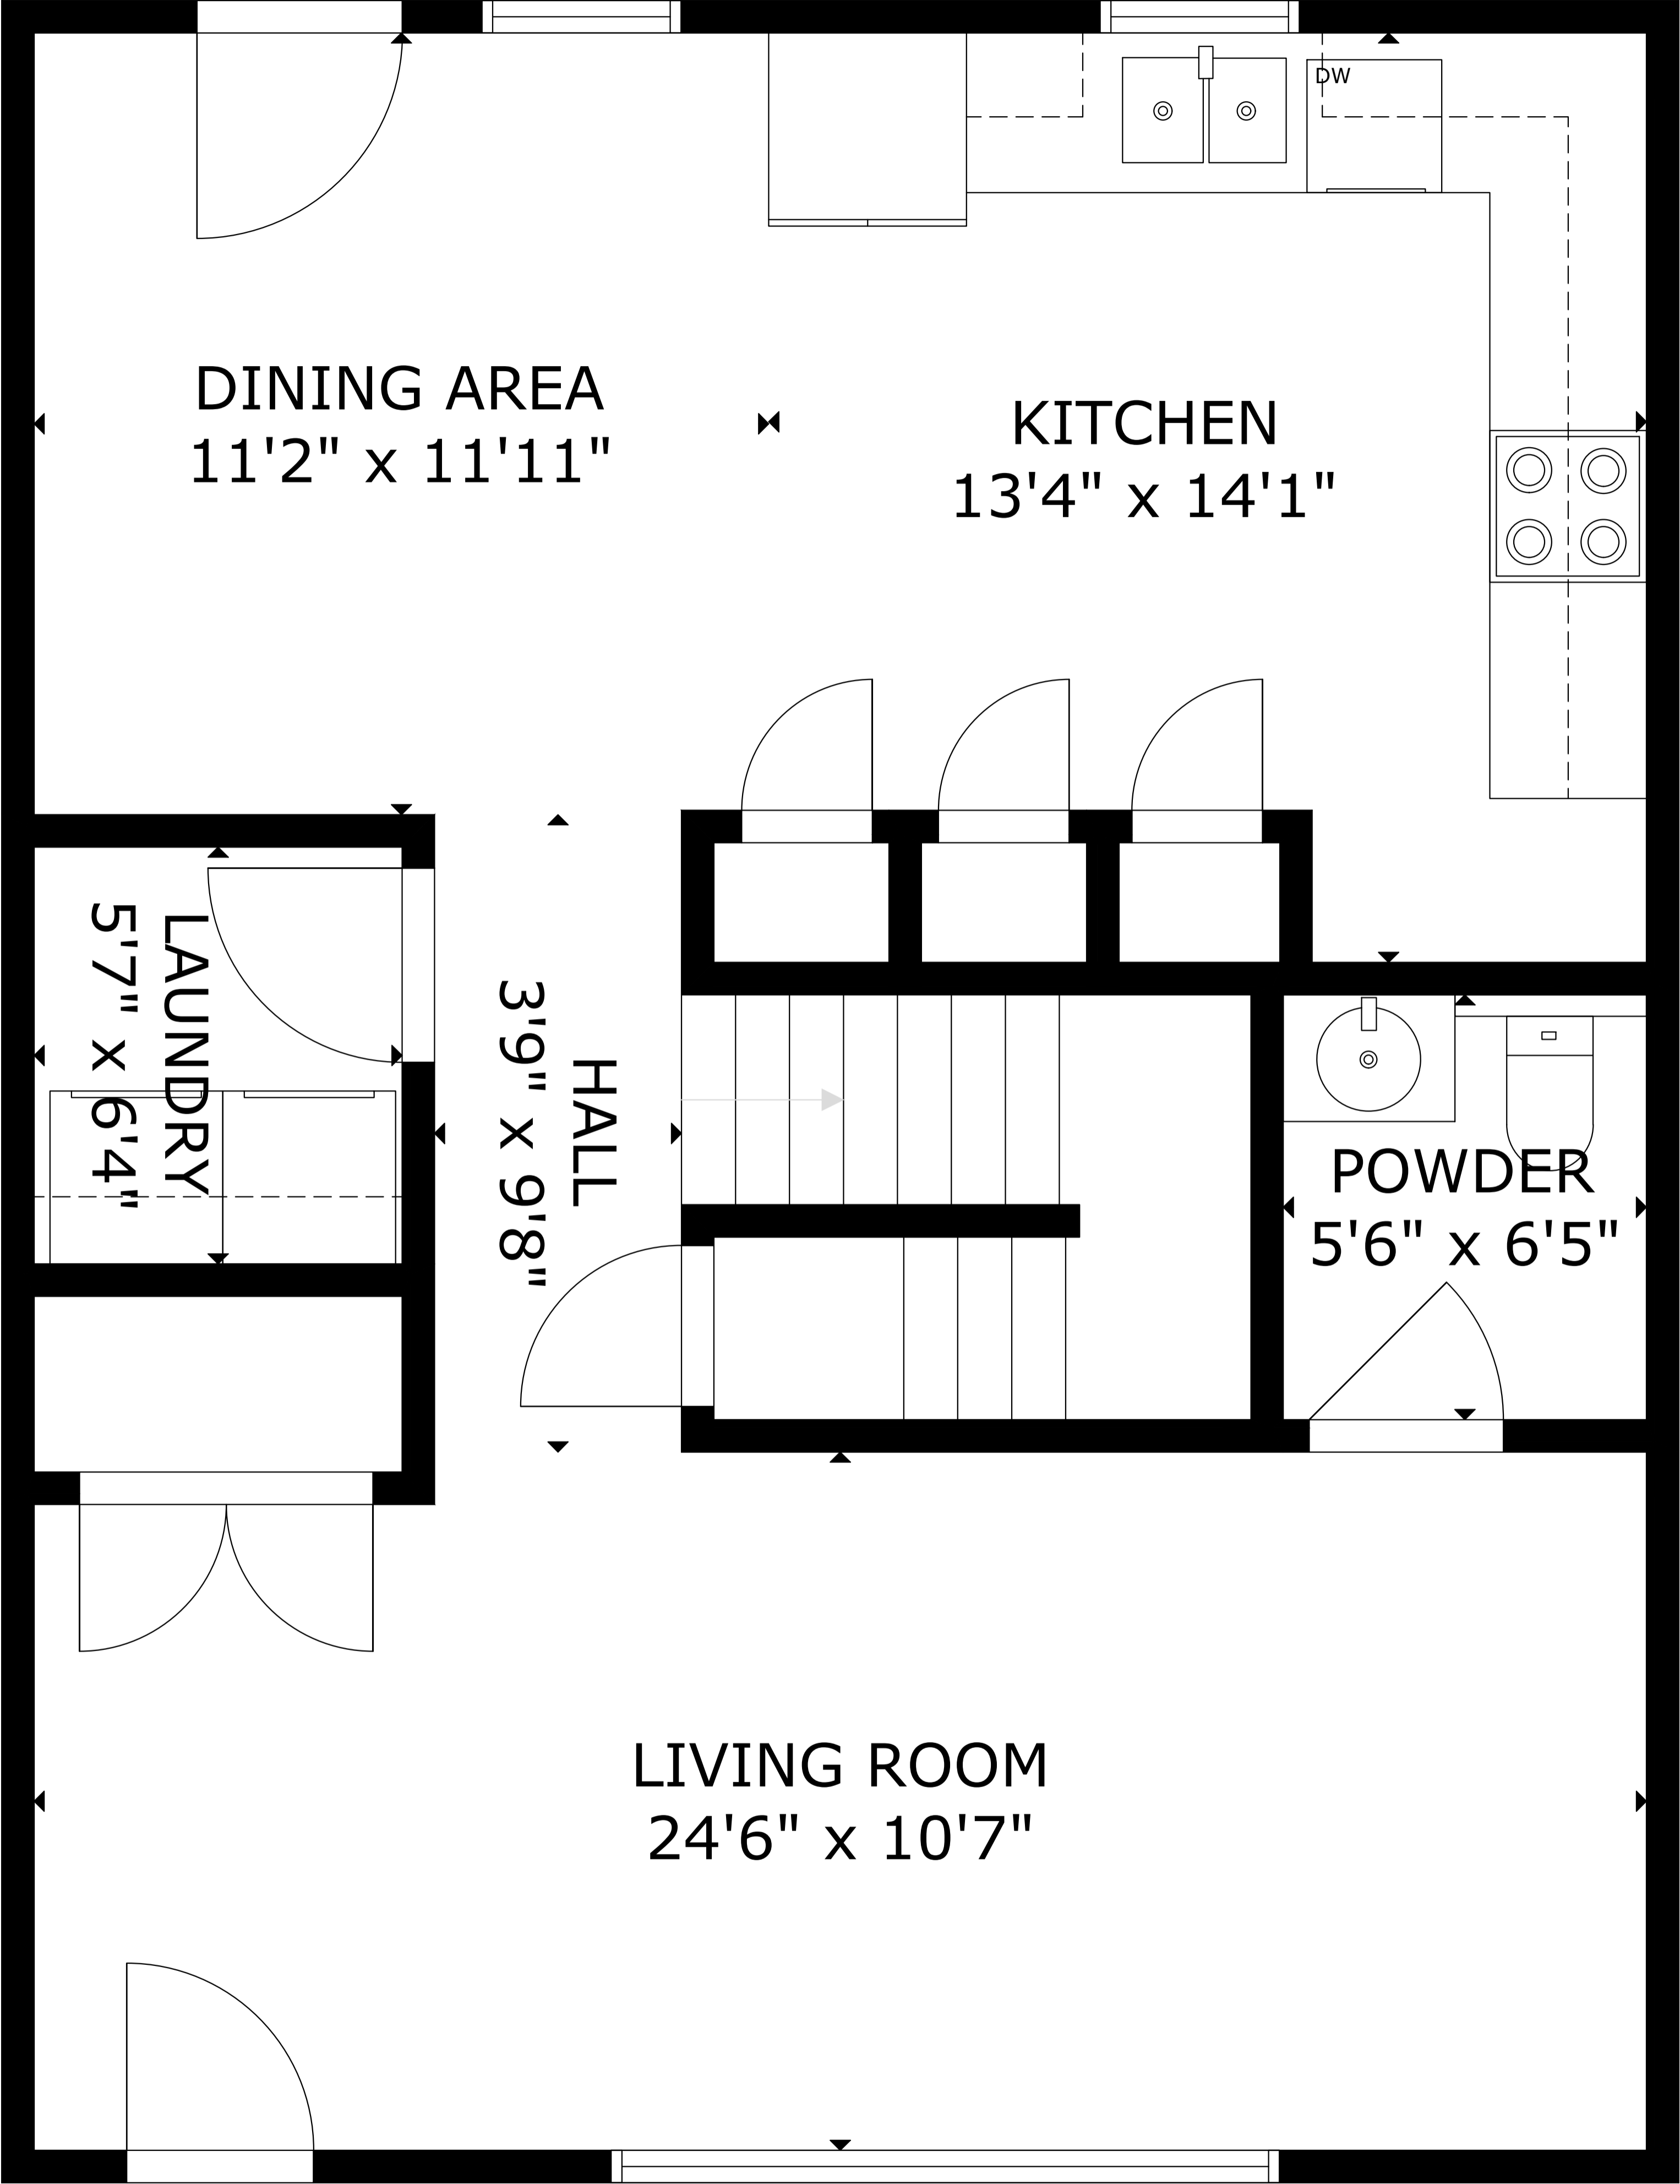 DW
DINING AREA
11'2" x 11'11"
KITCHEN
13'4" x 14'1"
LAUNDRY
5'7" x 6'4"
HALL
3'9" x 9'8"
POWDER
5'6" x 6'5"
LIVING ROOM
24'6" x 10'7"